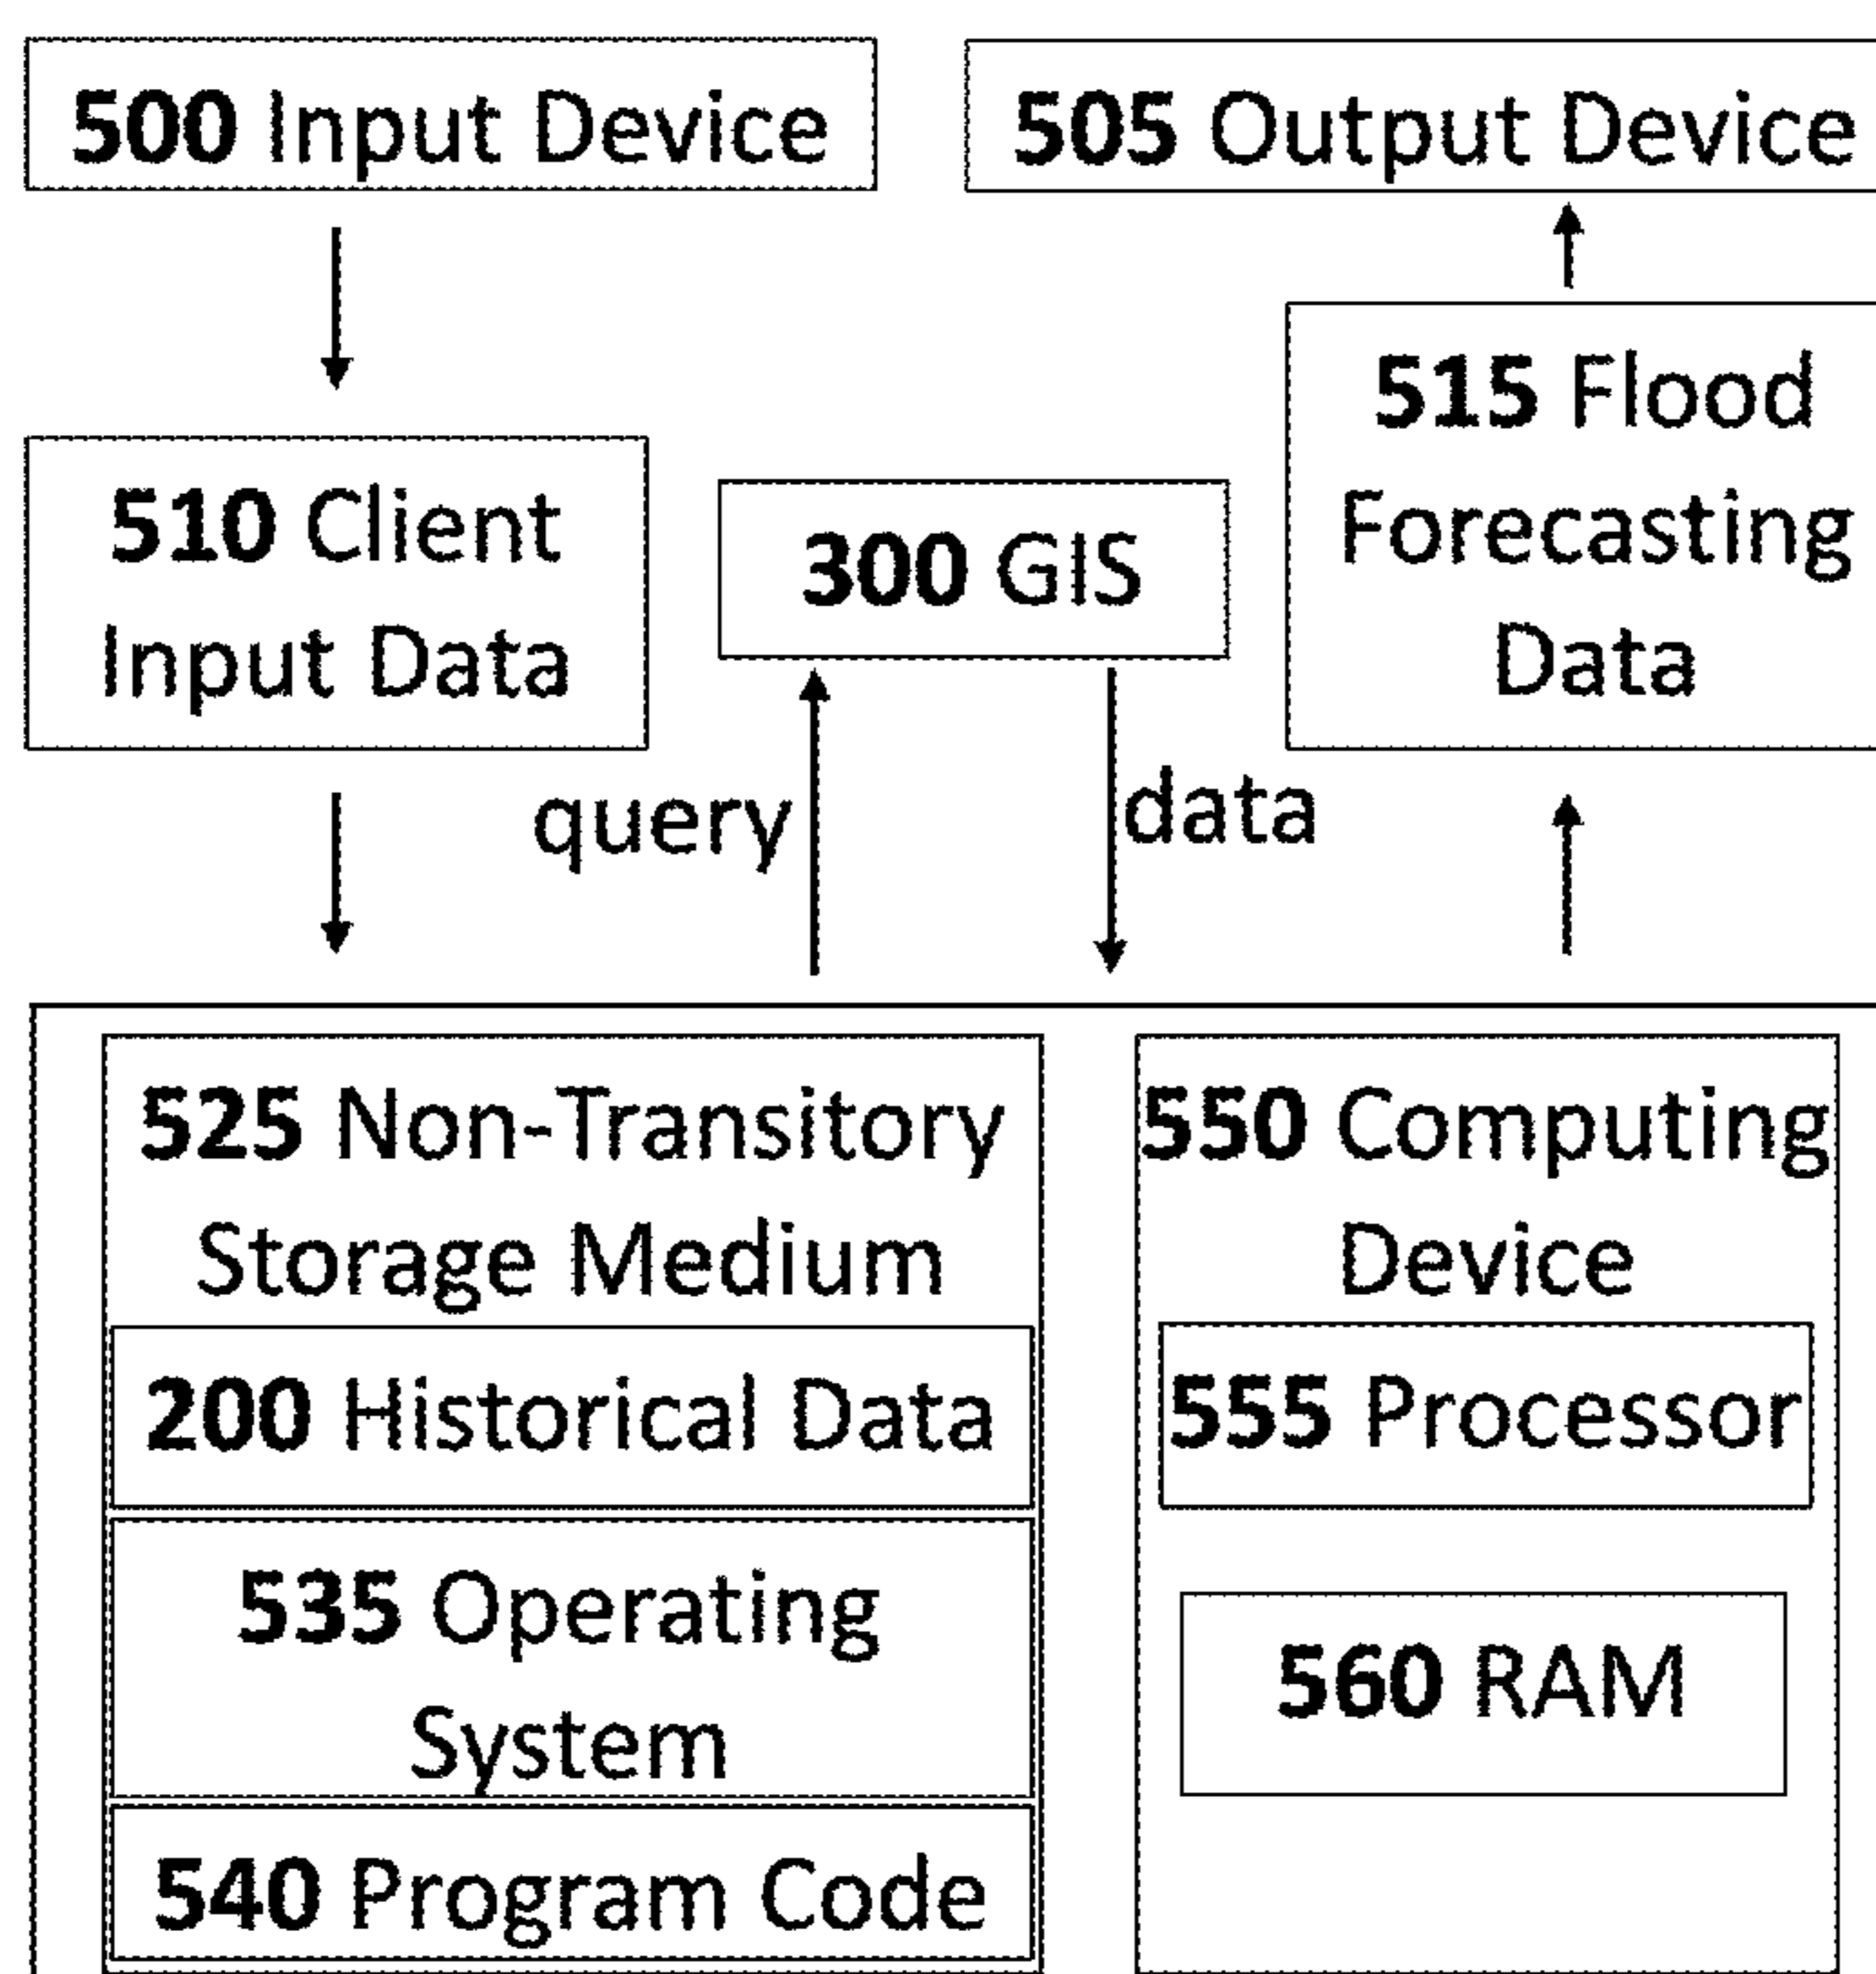 500 Input Device
505 Output Device
510 Client
Input Data
300 GIS
515 Flood
Forecasting
Data
query
data
525 Non-Transitory
Storage Medium
200 Historical Data
535 Operating
System
540 Program Code
550 Computing
Device
555 Processor
560 RAM